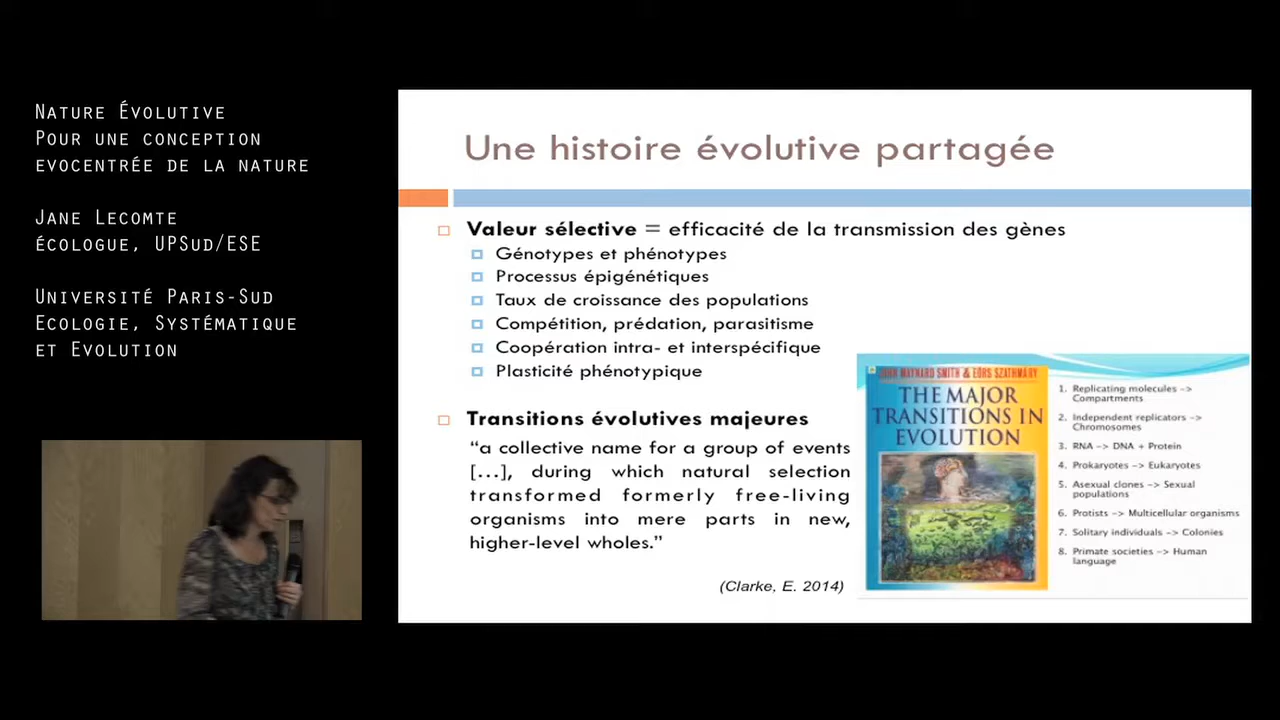 NATURE ÉVOLUTIVE
POUR UNE CONCEPTION
EVOCENTRÉE DE LA NATURE
JANE LECOMTE
ÉCOLOGUE, UPSUD/ESE
UNIVERSITÉ PARIS-SUD
ECOLOGIE, SYSTÉMATIQUE
ET EVOLUTION
Une histoire évolutive partagée
Valeur sélective = efficacité de la transmission des gènes
Génotypes et phénotypes
Processus épigénétiques
Taux de croissance des populations
Compétition, prédation, parasitisme
Coopération intra- et interspécifique
Plasticité phénotypique
Transitions évolutives majeures
“a collective name for a group of events
[…], during which natural selection
transformed formerly free-living
organisms into mere parts in new,
higher-level wholes.”
(Clarke, E. 2014)
JOHN MAYNARD SMITH & EÖRS SZATHMÁRY
THE MAJOR
TRANSITIONS IN
EVOLUTION
1. Replicating molecules –>
Compartments
2. Independent replicators –>
Chromosomes
3. RNA –> DNA + Protein
4. Prokaryotes –> Eukaryotes
5. Asexual clones –> Sexual
populations
6. Protists –> Multicellular organisms
7. Solitary individuals –> Colonies
8. Primate societies –> Human
language